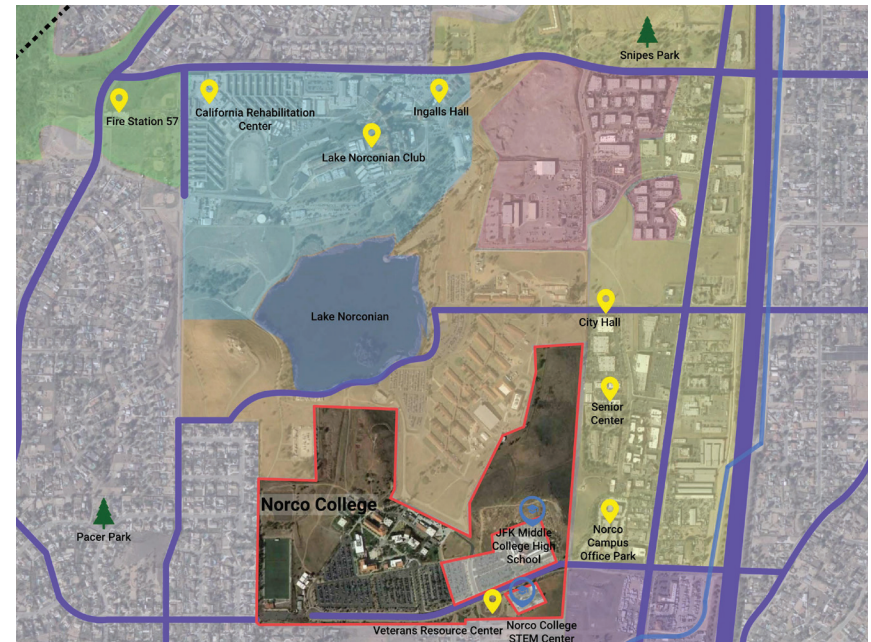 Snipes Park
Fire Station 57
California Rehabilitation
Center
Ingalls Hall
Lake Norconian Club
Lake Norconian
City Hall
Senior
Center
Norco College
Pacer Park
JFK Middle
College High
School
Norco
Campus
Office Park
Veterans Resource Center
Norco College
STEM Center